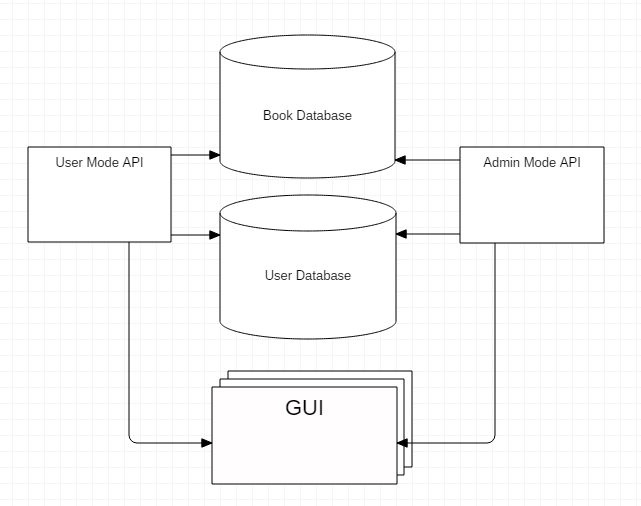 Book Database
User Mode API
Admin Mode API
User Database
GUI